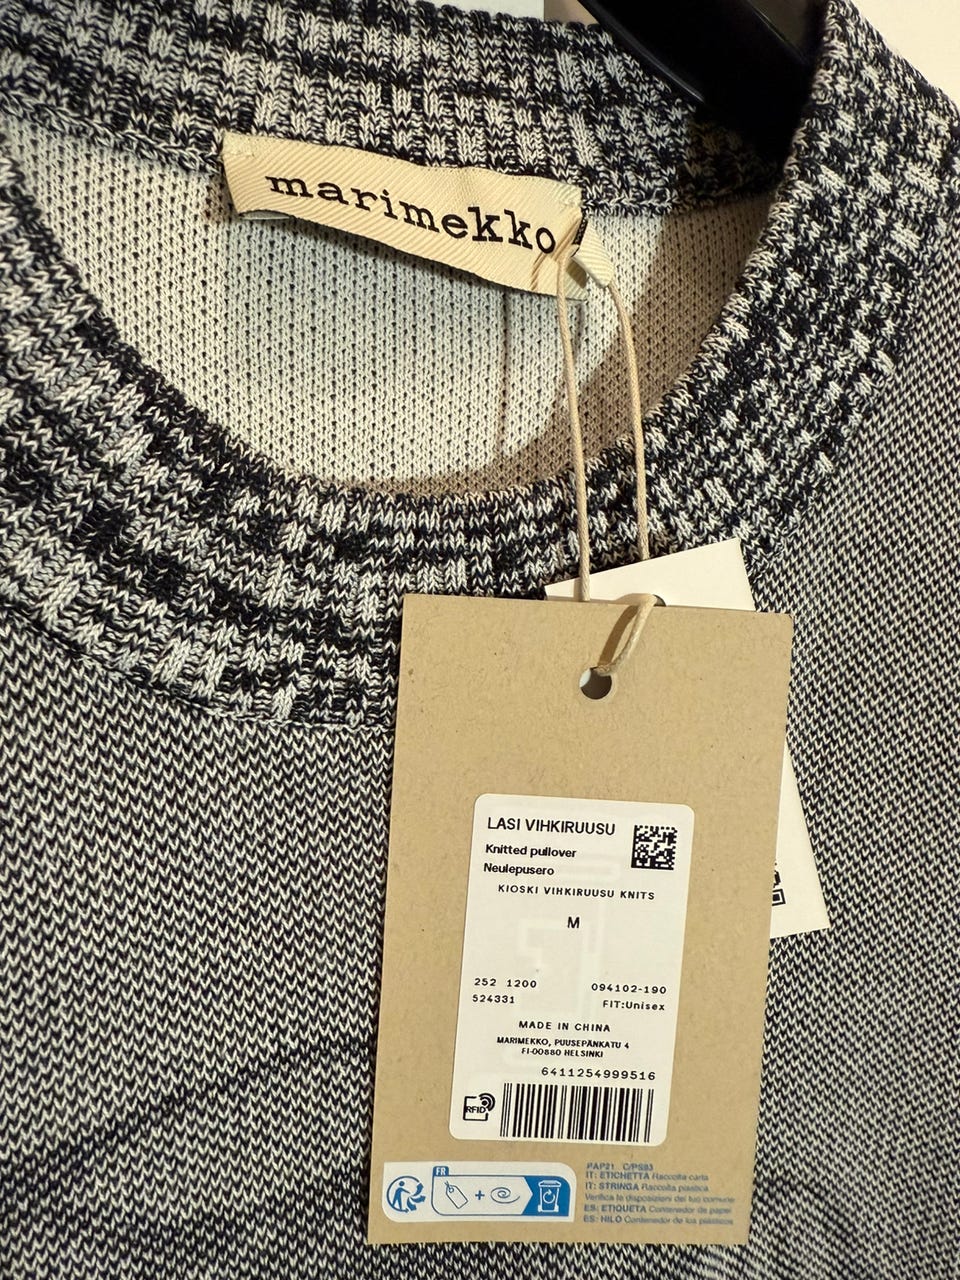 marimekko
LASI VIHKIRUUSU
Knitted pullover
Neulepusero
KIOSKI VIHKIRUUSU KNITS
M
252 1200 094102-190
524331 FIT:Unisex
MADE IN CHINA
MARIMEKKO, PUUSEPÄNKATU 4
FI-00880 HELSINKI
6411254999516
RFID
FR
PAP21 C/PS93
IT: ETICHETTA Raccolta carta
IT: STRINGA Raccolta plastica
Verifica le disposizioni del tuo comune
ES: ETIQUETA Contenedor de papel
ES: HILO Contenedor de los plásticos